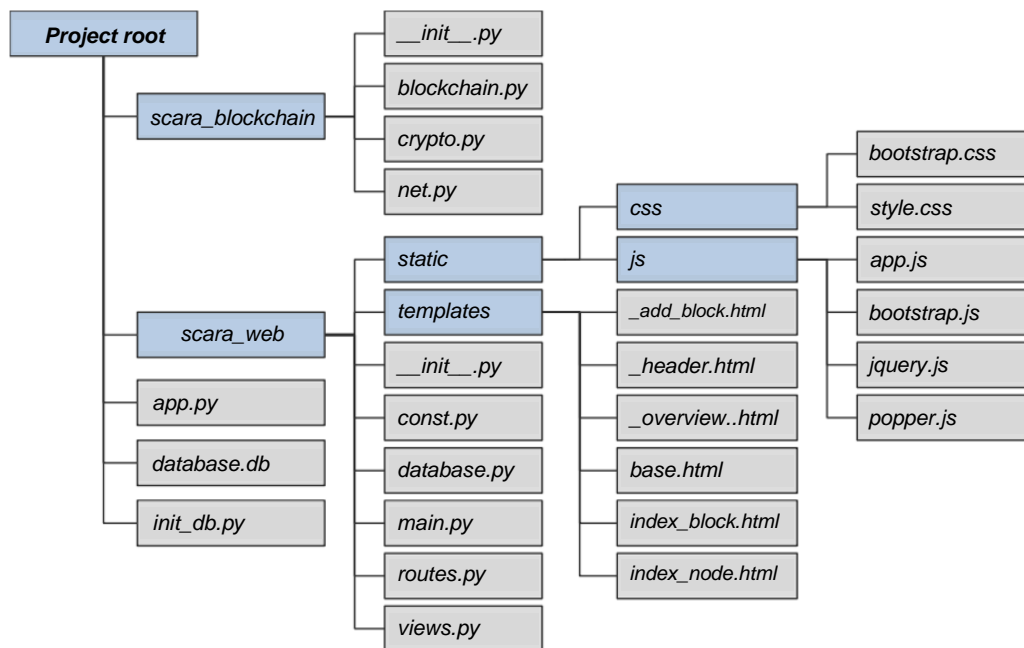 Project root
scara_blockchain
__init__.py
blockchain.py
crypto.py
net.py
scara_web
static
css
bootstrap.css
style.css
js
app.js
bootstrap.js
jquery.js
popper.js
templates
_add_block.html
_header.html
_overview..html
base.html
index_block.html
index_node.html
__init__.py
const.py
database.py
main.py
routes.py
views.py
app.py
database.db
init_db.py